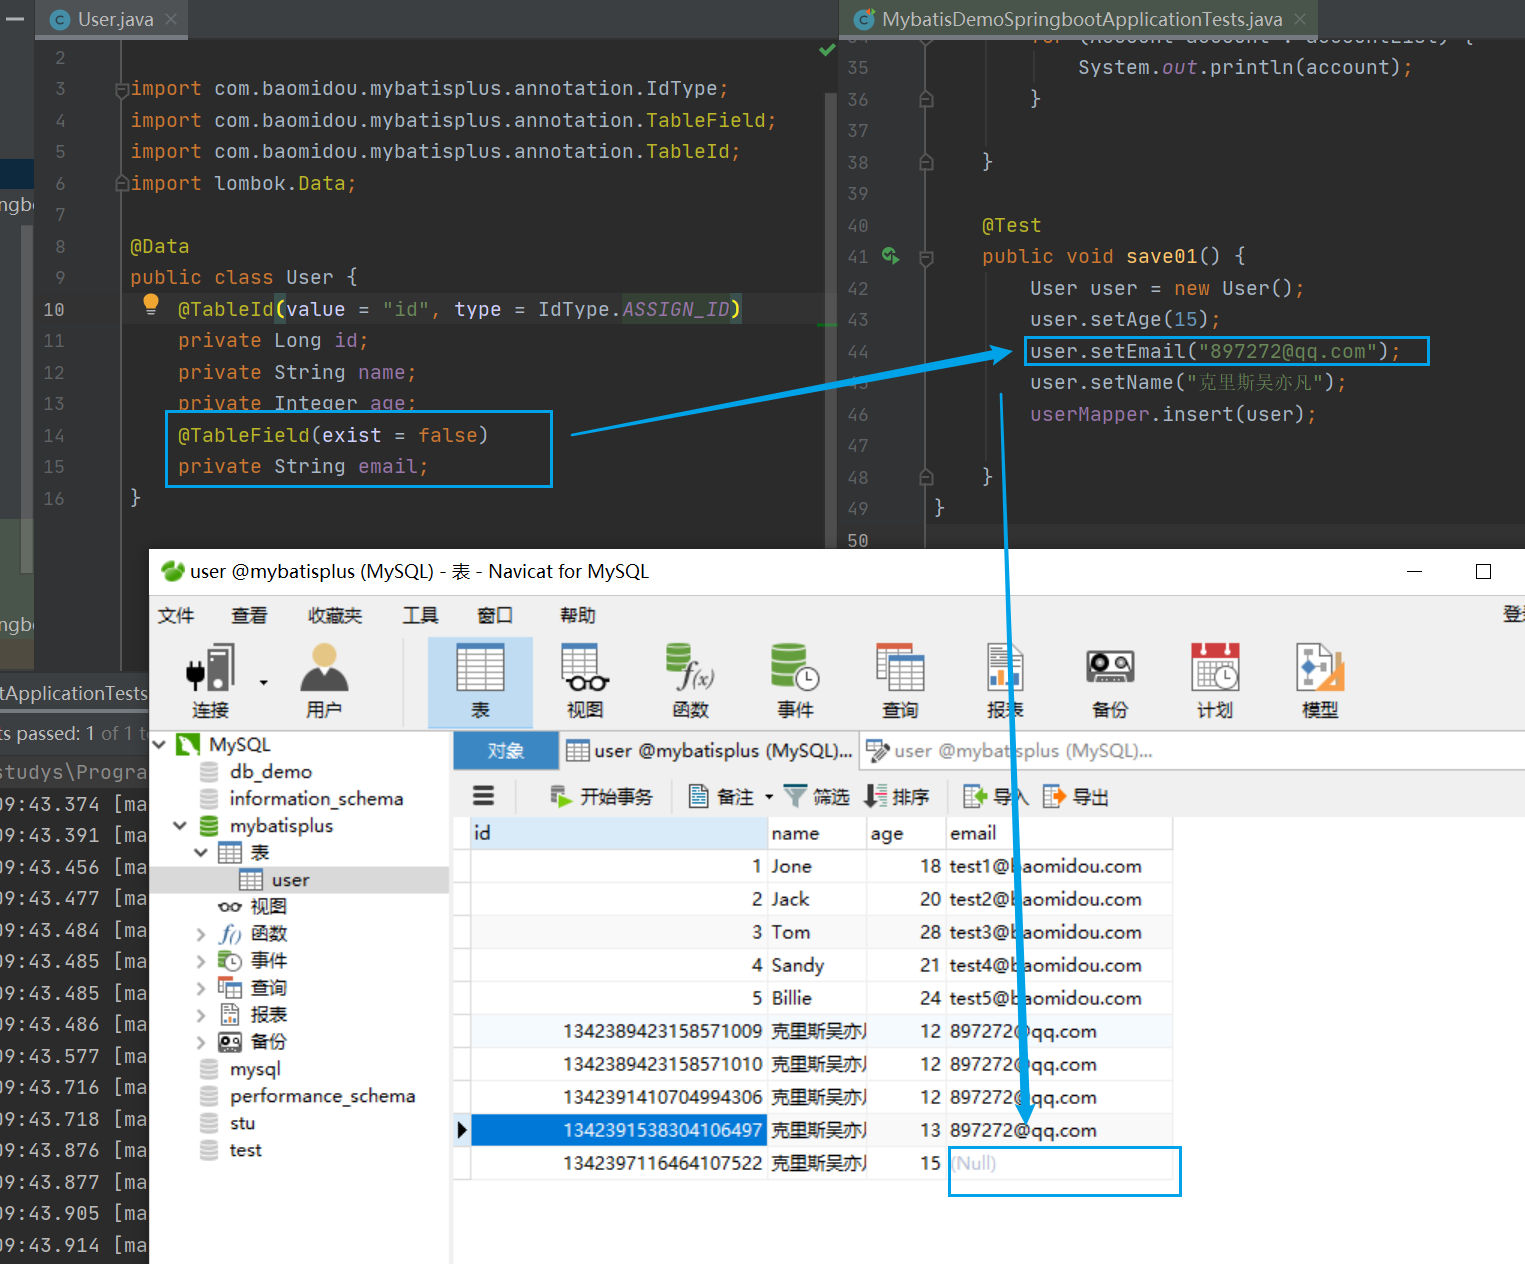 User.java
2
3 import com.baomidou.mybatisplus.annotation.IdType;
4 import com.baomidou.mybatisplus.annotation.TableField;
5 import com.baomidou.mybatisplus.annotation.TableId;
6 import lombok.Data;
7
8 @Data
9 public class User {
10 @TableId(value = "id", type = IdType.ASSIGN_ID)
11 private Long id;
12 private String name;
13 private Integer age;
14 @TableField(exist = false)
15 private String email;
16 }
MybatisDemoSpringbootApplicationTests.java
35 System.out.println(account);
36 }
37
38 }
39
40 @Test
41 public void save01() {
42 User user = new User();
43 user.setAge(15);
44 user.setEmail("897272@qq.com");
user.setName("克里斯吴亦凡");
46 userMapper.insert(user);
47
48 }
49 }
50
ngbo
ngbo
tApplicationTests
ts passed: 1 of 1 t
studys\Progra
09:43.374 [ma
09:43.391 [ma
09:43.456 [ma
09:43.477 [ma
09:43.484 [ma
09:43.485 [ma
09:43.485 [ma
09:43.486 [ma
09:43.577 [ma
09:43.716 [ma
09:43.718 [ma
09:43.876 [ma
09:43.877 [ma
09:43.905 [ma
09:43.914 [ma
user @mybatisplus (MySQL) - 表 - Navicat for MySQL
文件 查看 收藏夹 工具 窗口 帮助 登
连接 用户 表 视图 函数 事件 查询 报表 备份 计划 模型
MySQL
db_demo
information_schema
mybatisplus
表
user
视图
函数
事件
查询
报表
备份
mysql
performance_schema
stu
test
对象 user @mybatisplus (MySQL)... user @mybatisplus (MySQL)...
开始事务 备注 筛选 排序 导入 导出
id name age email
1 Jone 18 test1@baomidou.com
2 Jack 20 test2@baomidou.com
3 Tom 28 test3@baomidou.com
4 Sandy 21 test4@baomidou.com
5 Billie 24 test5@baomidou.com
1342389423158571009 克里斯吴亦 12 897272@qq.com
1342389423158571010 克里斯吴亦 12 897272@qq.com
1342391410704994306 克里斯吴亦 12 897272@qq.com
1342391538304106497 克里斯吴亦 13 897272@qq.com
1342397116464107522 克里斯吴亦 15 (Null)